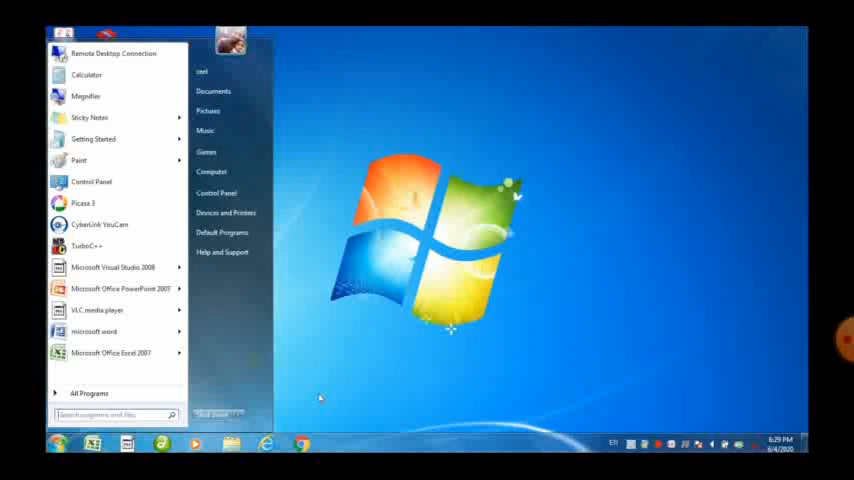 Remote Desktop Connection
Calculator
Magnifier
Sticky Notes
Getting Started
Paint
Control Panel
Picasa 3
CyberLink YouCam
TurboC++
Microsoft Visual Studio 2008
Microsoft Office PowerPoint 2007
VLC media player
microsoft word
Microsoft Office Excel 2007
All Programs
Search programs and files
Documents
Pictures
Music
Games
Computer
Control Panel
Devices and Printers
Default Programs
Help and Support
Shut down
EN
6:29 PM
6/4/2020